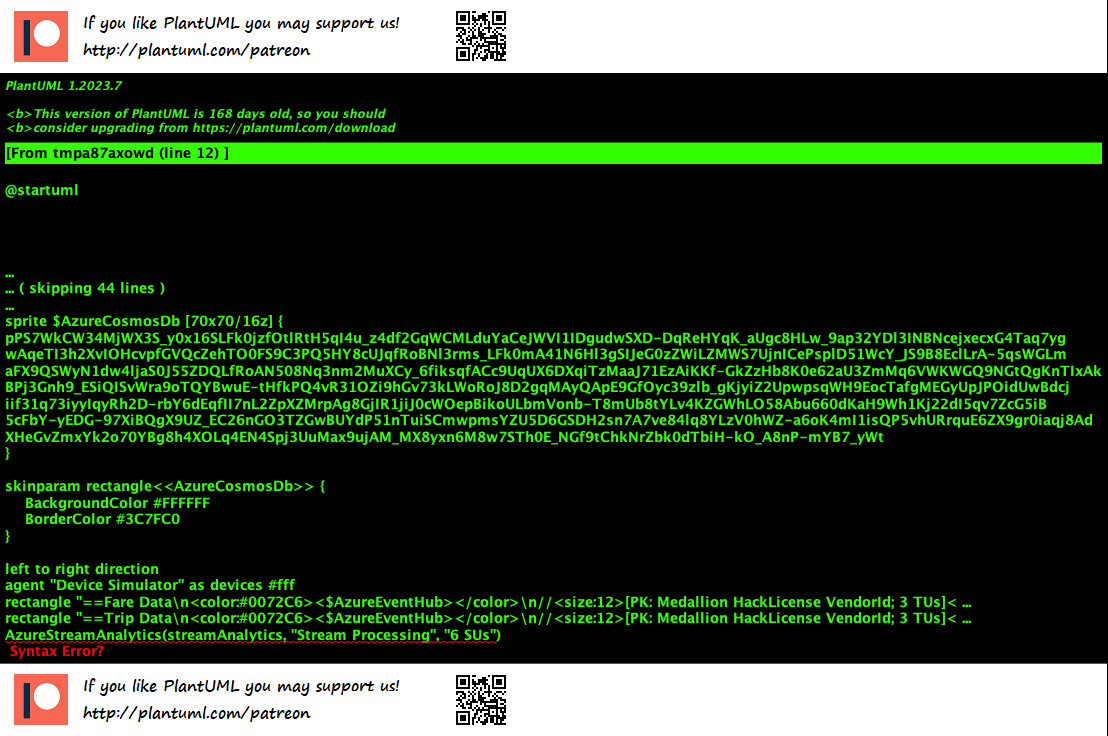 If you like PlantUML you may support us!
http://plantuml.com/patreon
PlantUML 1.2023.7
<b>This version of PlantUML is 168 days old, so you should
<b>consider upgrading from https://plantuml.com/download
[From tmpa87axowd (line 12) ]
@startuml
...
... ( skipping 44 lines )
...
sprite $AzureCosmosDb [70x70/16z] {
pPS7WkCW34MjWX3S_y0x16SLFk0jzfOtIRtH5qI4u_z4df2GqWCMLduYaCeJWVI1IDgudwSXD-DqReHYqK_aUgc8HLw_9ap32YDl3INBNcejxecxG4Taq7yg
wAqeTI3h2XvIOHcvpfGVQcZehTO0FS9C3PQ5HY8cUJqfRoBNI3rms_LFk0mA41N6Hl3gSIJeG0zZWiLZMWS7UjnICePspID51WcY_JS9B8EclLrA-5qsWGLm
aFX9QSWyN1dw4ljaS0J55ZDQLfRoAN508Nq3nm2MuXCy_6fiksqfACc9UqUX6DXqiTzMaaJ71EzAiKKf-GkZzHb8K0e62aU3ZmMq6VWKWGQ9NGtQgKnTIxAk
BPj3Gnh9_ESiQISvWra9oTQYBwuE-tHfkPQ4vR31OZi9hGv73kLWoRoJ8D2gqMAyQApE9GfOyc39zlb_gKjyiZ2UpwpsqWH9EocTafgMEGyUpJPOidUwBdcj
iif31q73iyyIqyRh2D-rbY6dEqfII7nL2ZpXZMrpAg8GjIR1jiJ0cWOepBikoULbmVonb-T8mUb8tYLv4KZGWhLO58Abu660dKaH9Wh1Kj22dI5qv7ZcG5iB
5cFbY-yEDG-97XiBQgX9UZ_EC26nGO3TZGwBUYdP51nTuiSCmwpmsYZU5D6GSDH2sn7A7ve84lq8YLzV0hWZ-a6oK4mI1isQP5vhURrquE6ZX9gr0iaqj8Ad
XHeGvZmxYk2o70YBg8h4XOLq4EN4Spj3UuMax9ujAM_MX8yxn6M8w7STh0E_NGf9tChkNrZbk0dTbiH-kO_A8nP-mYB7_yWt
}
skinparam rectangle<<AzureCosmosDb>> {
BackgroundColor #FFFFFF
BorderColor #3C7FC0
}
left to right direction
agent "Device Simulator" as devices #fff
rectangle "==Fare Data\n<color:#0072C6><$AzureEventHub></color>\n//<size:12>[PK: Medallion HackLicense VendorId; 3 TUs]< ...
rectangle "==Trip Data\n<color:#0072C6><$AzureEventHub></color>\n//<size:12>[PK: Medallion HackLicense VendorId; 3 TUs]< ...
AzureStreamAnalytics(streamAnalytics, "Stream Processing", "6 SUs")
Syntax Error?
If you like PlantUML you may support us!
http://plantuml.com/patreon